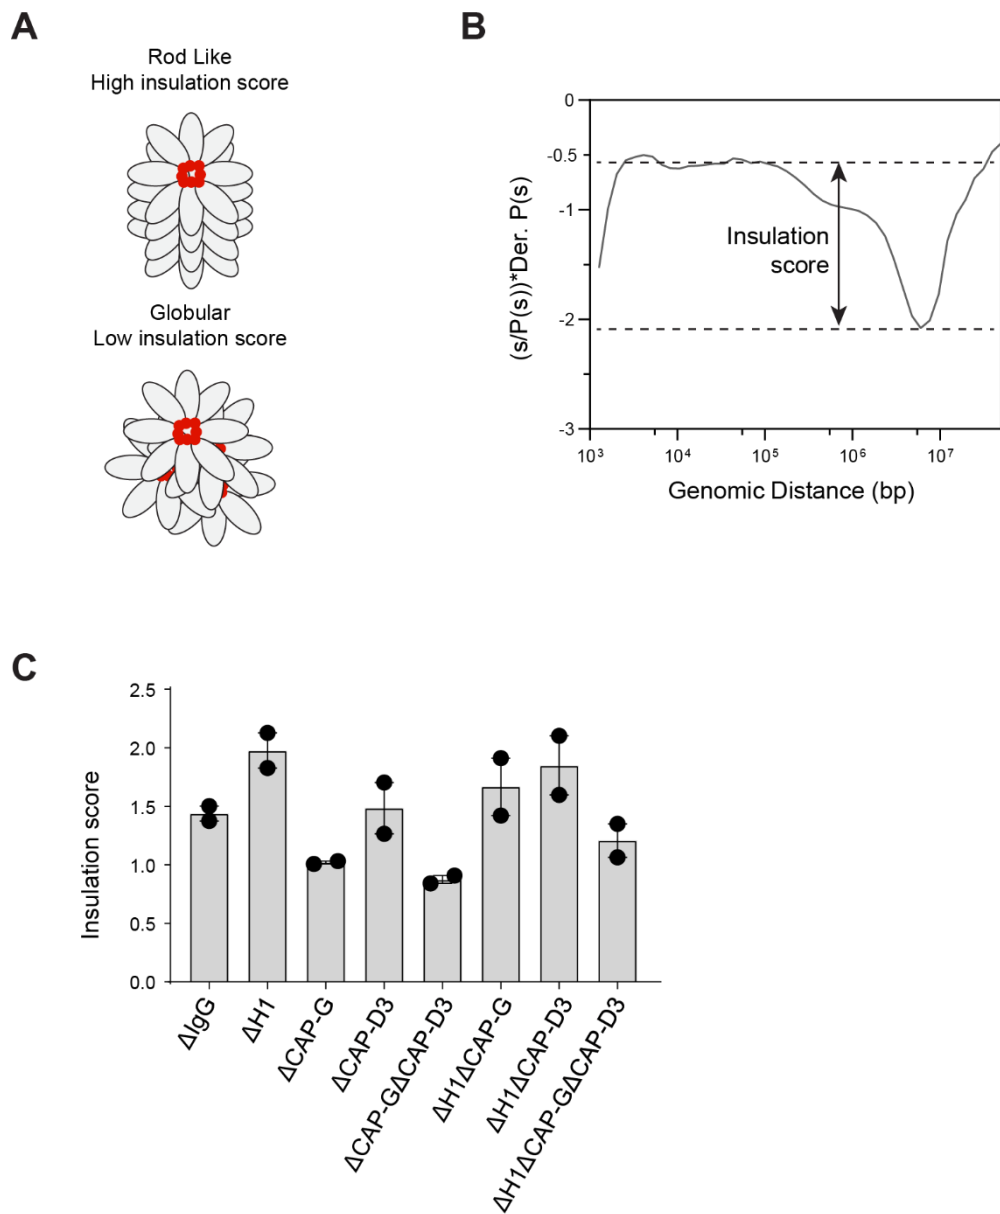 A
Rod Like
High insulation score
Globular
Low insulation score
B
0
-0.5
-1
-2
-3
(s/P(s))*Der. P(s)
Insulation
score
10³
10⁴
10⁵
10⁶
10⁷
Genomic Distance (bp)
C
2.5
2.0
1.5
1.0
0.5
0.0
Insulation score
ΔIgG
ΔH1
ΔCAP-G
ΔCAP-D3
ΔCAP-GΔCAP-D3
ΔH1ΔCAP-G
ΔH1ΔCAP-D3
ΔH1ΔCAP-GΔCAP-D3